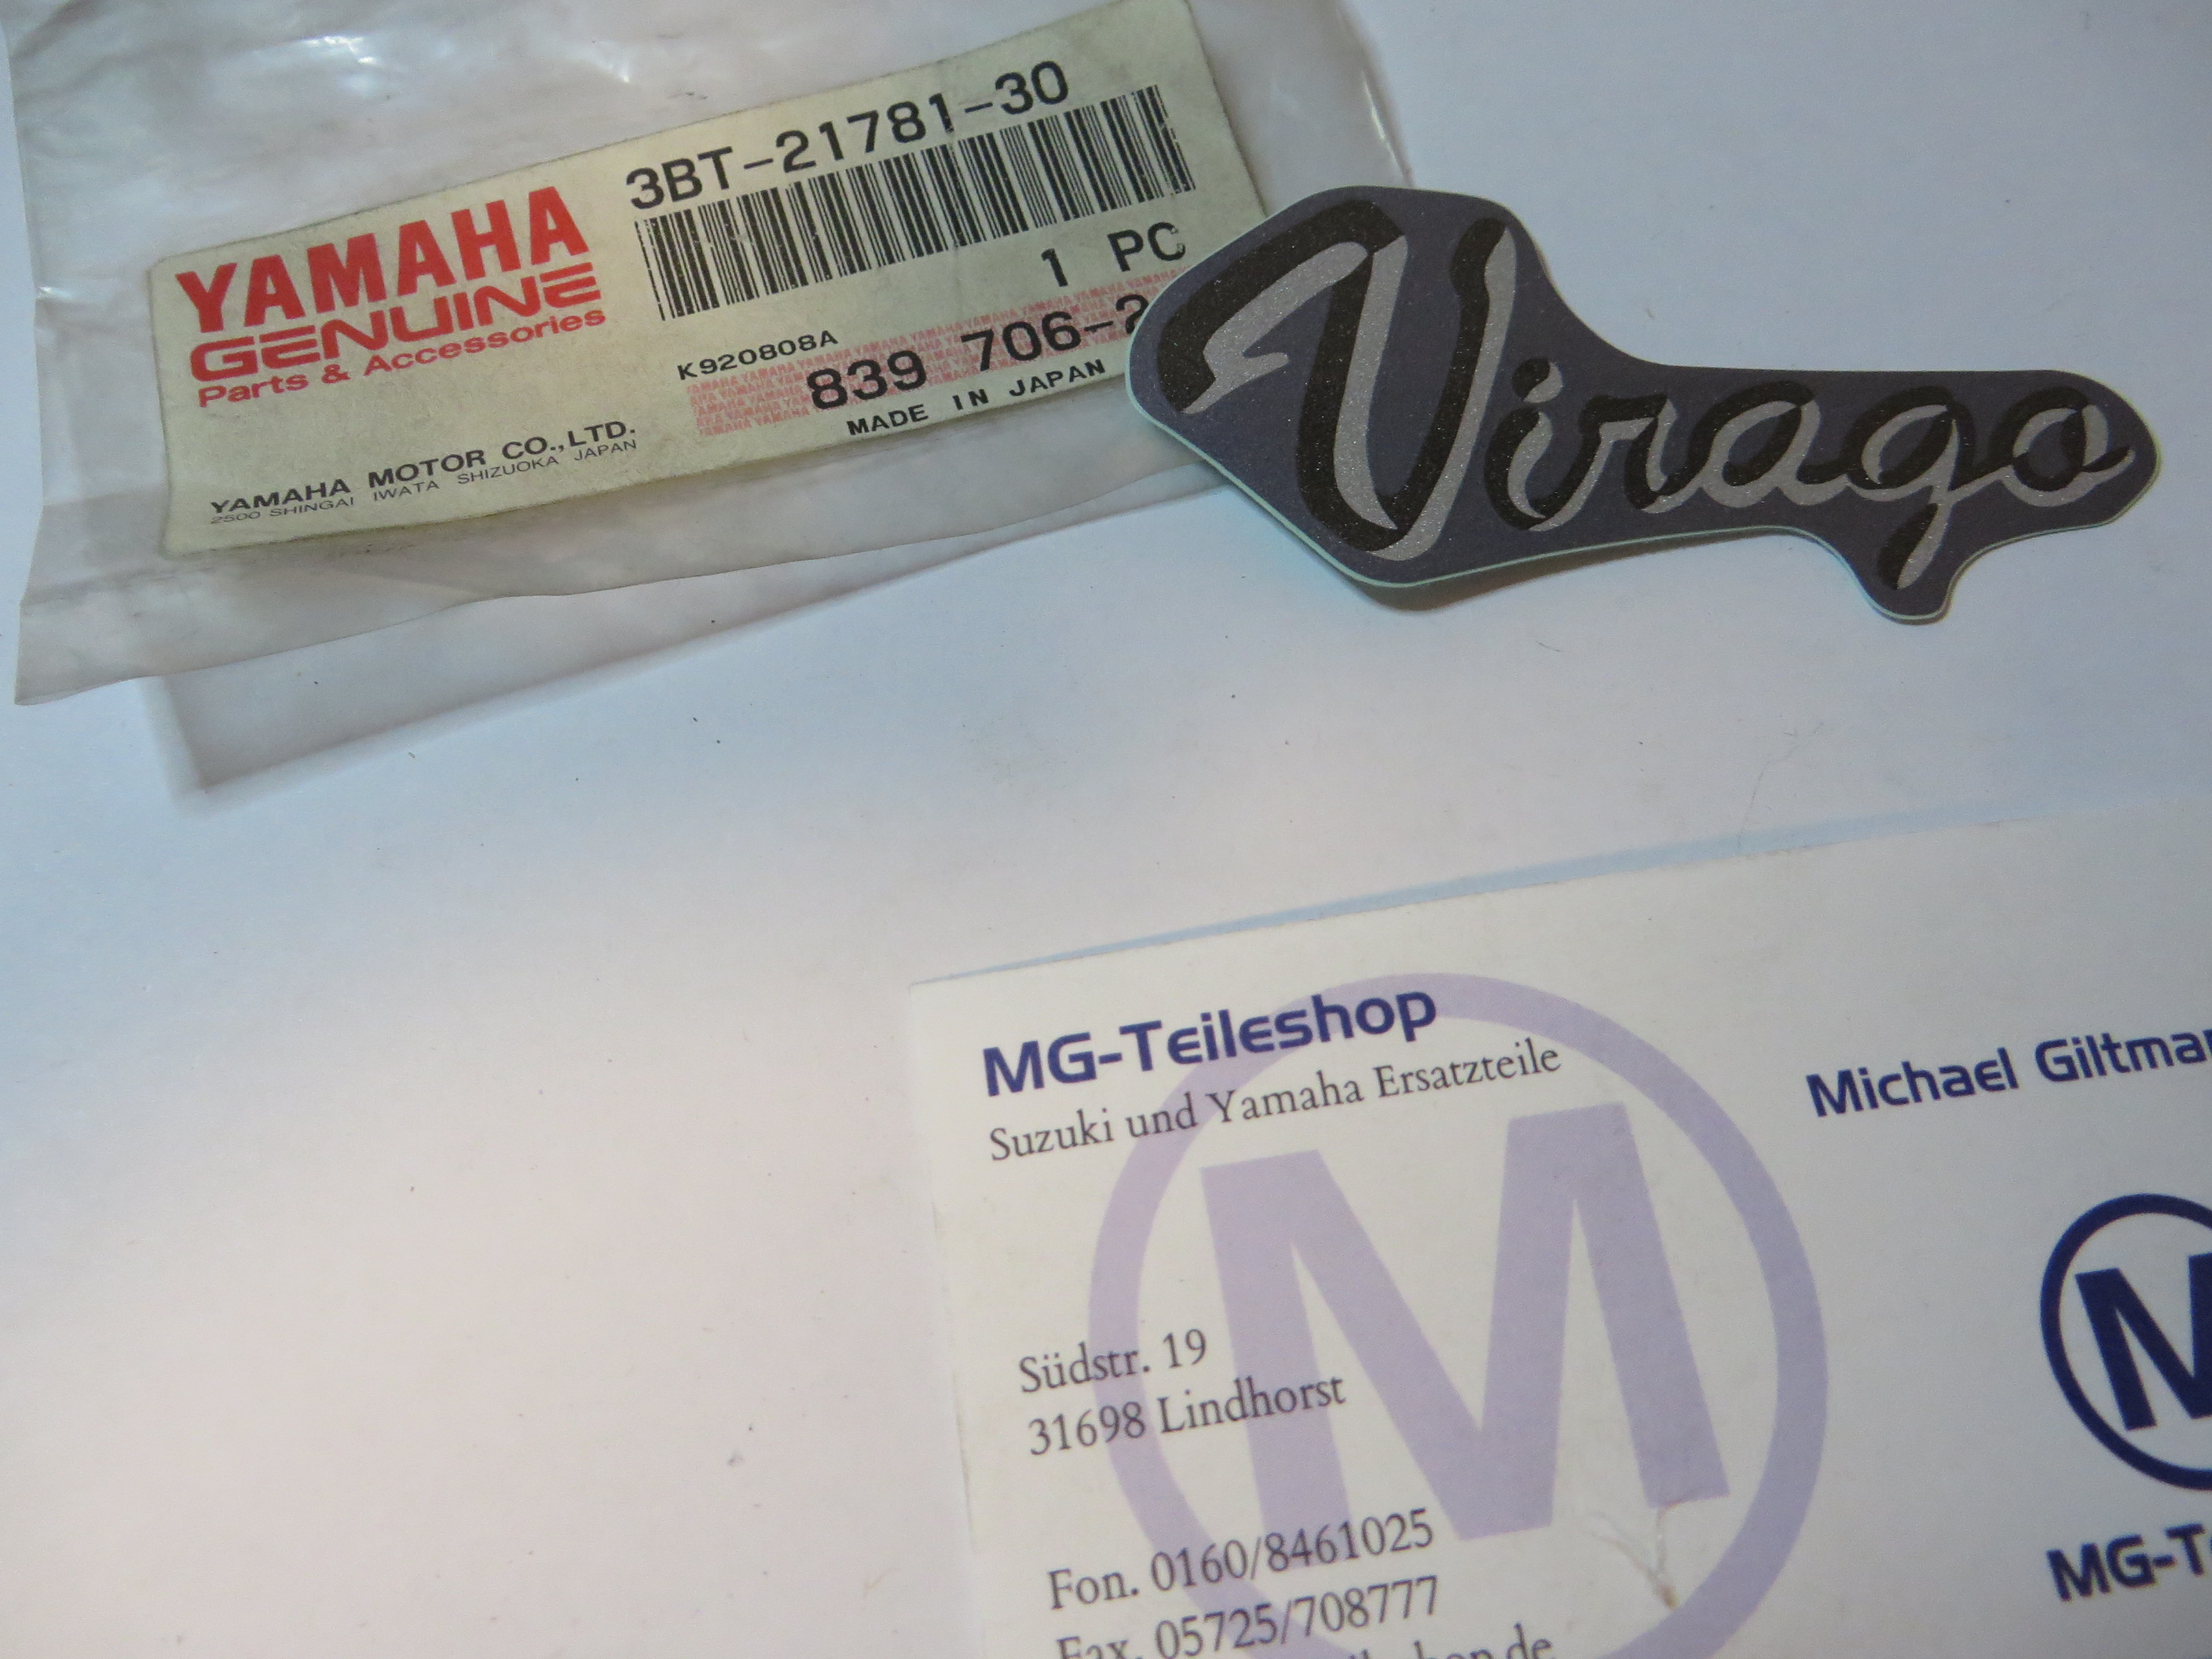 3BT-21781-30
YAMAHA
GENUINE
Parts & Accessories
1 PC
K920808A
839 706-2
MADE IN JAPAN
YAMAHA MOTOR CO.,LTD.
2500 SHINGAI IWATA SHIZUOKA JAPAN
Virago
MG-Teileshop
Suzuki und Yamaha Ersatzteile
Michael
M
M
Südstr. 19
31698 Lindhorst
Fon. 0160/8461025
Fax. 05725/708777